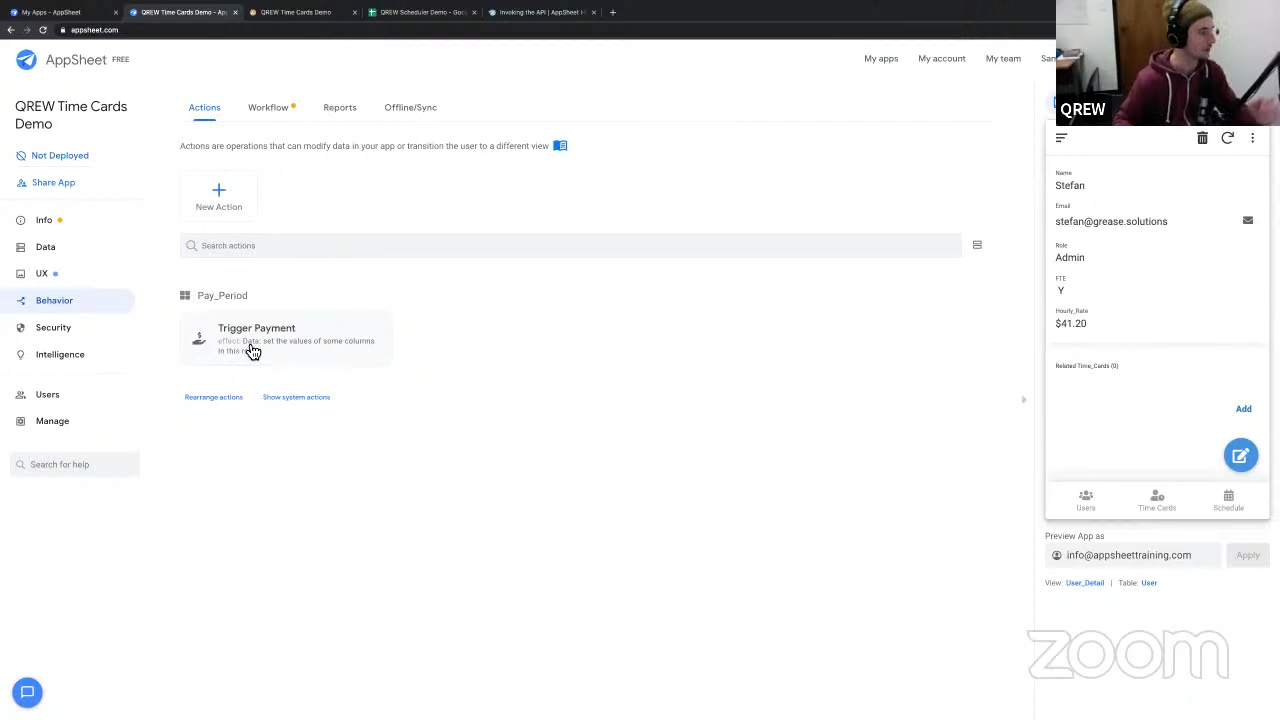 My Apps - AppSheet
QREW Time Cards Demo - App
QREW Time Cards Demo
QREW Scheduler Demo - Goo
Invoking the API | AppSheet H
appsheet.com
AppSheet FREE
My apps
My account
My team
Sam
QREW
QREW Time Cards
Demo
Not Deployed
Share App
Info
Data
UX
Behavior
Security
Intelligence
Users
Manage
Search for help
Actions
Workflow
Reports
Offline/Sync
Actions are operations that can modify data in your app or transition the user to a different view
New Action
Search actions
Pay_Period
Trigger Payment
effect: Data: set the values of some columns
in this
Rearrange actions
Show system actions
Name
Stefan
Email
stefan@grease.solutions
Role
Admin
FTE
Y
Hourly_Rate
$41.20
Related Time_Cards (0)
Add
Users
Time Cards
Schedule
Preview App as
info@appsheettraining.com
Apply
View: User_Detail | Table: User
zoom